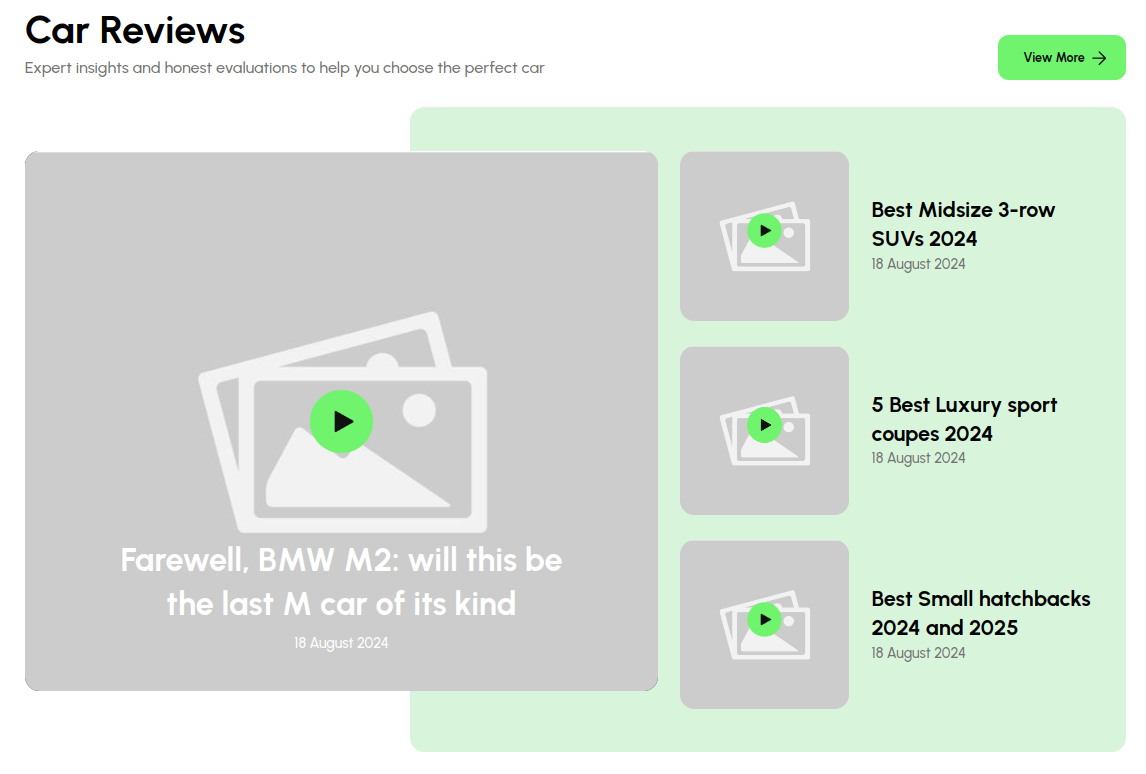 Car Reviews
Expert insights and honest evaluations to help you choose the perfect car
View More
Farewell, BMW M2: will this be
the last M car of its kind
18 August 2024
Best Midsize 3-row
SUVs 2024
18 August 2024
5 Best Luxury sport
coupes 2024
18 August 2024
Best Small hatchbacks
2024 and 2025
18 August 2024